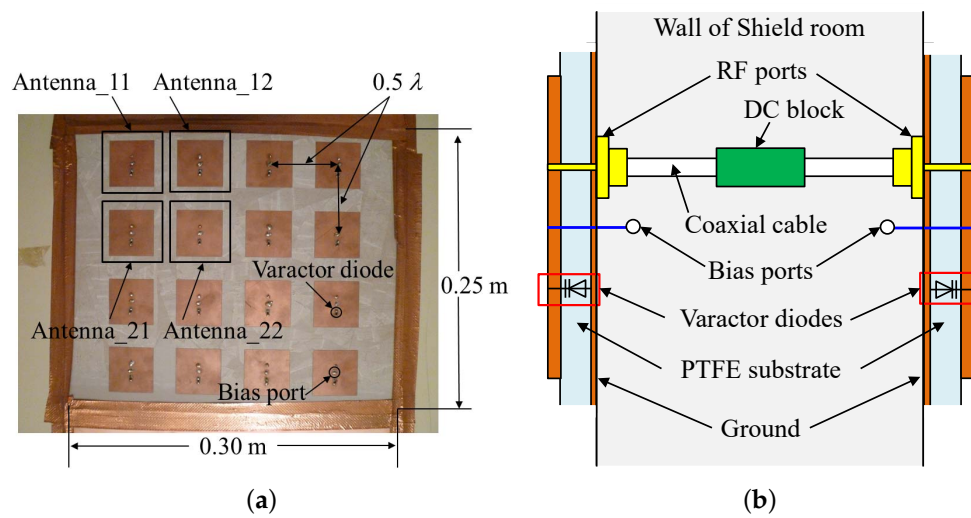 Antenna_11
Antenna_12
0.5 λ
Varactor diode
0.25 m
Antenna_21
Antenna_22
Bias port
0.30 m
(a)
Wall of Shield room
RF ports
DC block
Coaxial cable
Bias ports
Varactor diodes
PTFE substrate
Ground
(b)